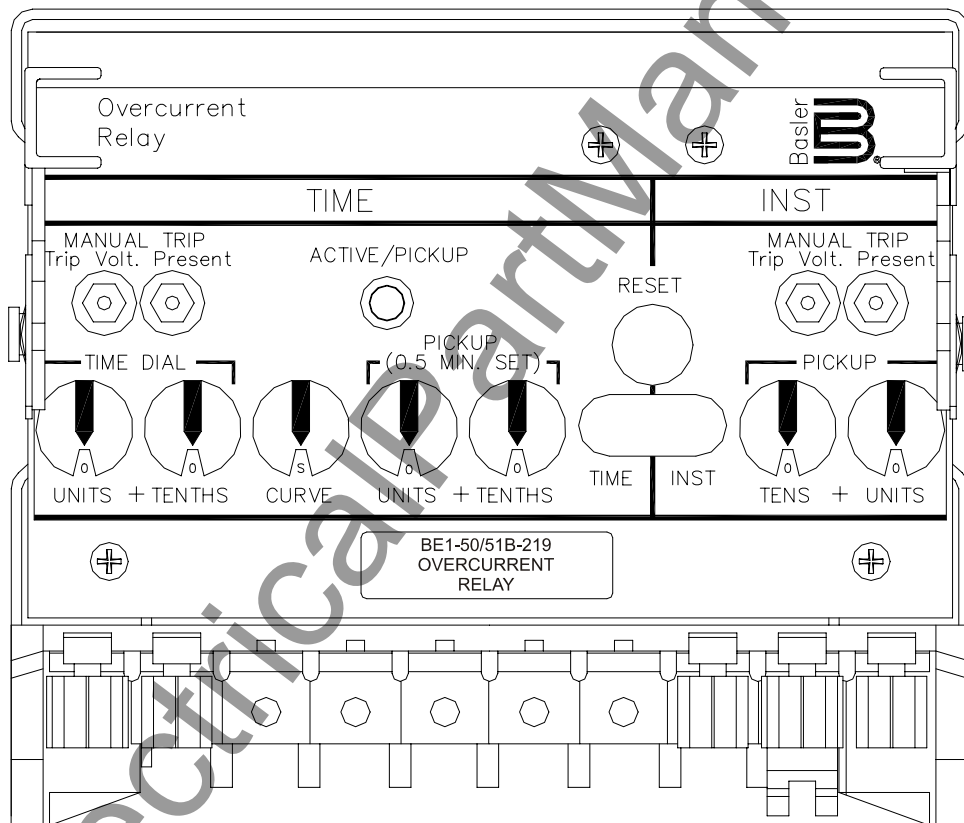 Overcurrent
Relay
Basler
TIME
INST
MANUAL TRIP
Trip Volt. Present
ACTIVE/PICKUP
RESET
MANUAL TRIP
Trip Volt. Present
TIME DIAL
PICKUP
(0.5 MIN. SET)
PICKUP
0 0 S 0 0 0 0
UNITS + TENTHS
CURVE
UNITS + TENTHS
TIME
INST
TENS + UNITS
BE1-50/51B-219
OVERCURRENT
RELAY
ectricalPartMan